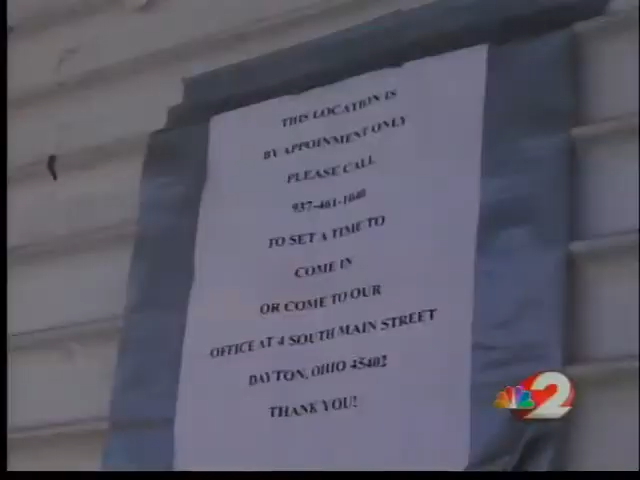 THIS LOCATION IS
BY APPOINMENT ONLY
PLEASE CALL
937-461-1040
TO SET A TIME TO
COME IN
OR COME TO OUR
OFFICE AT 4 SOUTH MAIN STREET
DAYTON, OHIO 45402
THANK YOU!
2